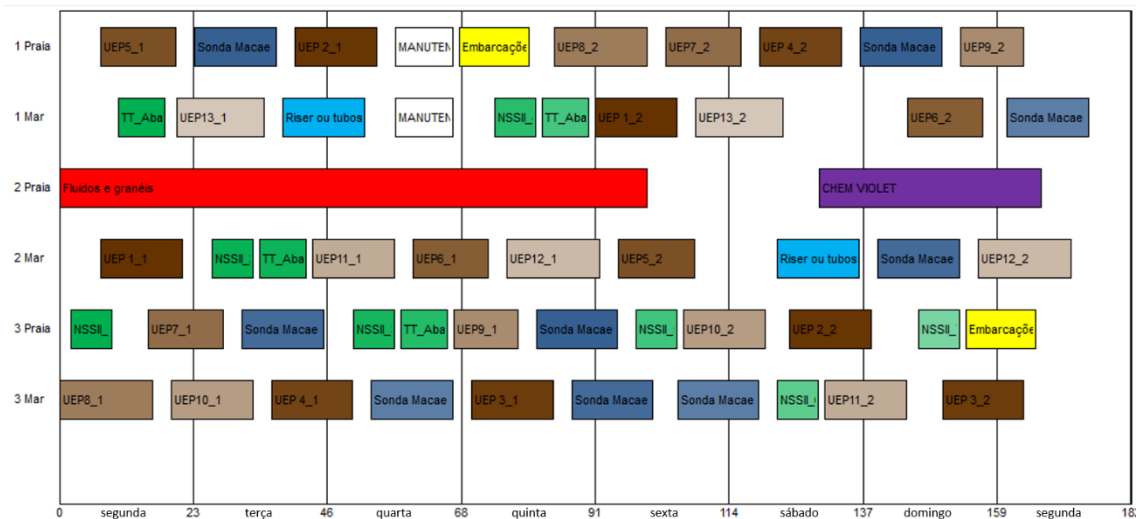 1 Praia
UEP5_1
Sonda Macae
UEP 2_1
MANUTEN
Embarcaçõe
UEP8_2
UEP7_2
UEP 4_2
Sonda Macae
UEP9_2
1 Mar
TT_Aba
UEP13_1
Riser ou tubos
MANUTEN
NSSII_
TT_Aba
UEP 1_2
UEP13_2
UEP6_2
Sonda Macae
2 Praia
Fluidos e granéis
CHEM VIOLET
2 Mar
UEP 1_1
NSSII_
TT_Aba
UEP11_1
UEP6_1
UEP12_1
UEP5_2
Riser ou tubos
Sonda Macae
UEP12_2
3 Praia
NSSII_
UEP7_1
Sonda Macae
NSSII_
TT_Aba
UEP9_1
Sonda Macae
NSSII_
UEP10_2
UEP 2_2
NSSII_
Embarcaçõe
3 Mar
UEP8_1
UEP10_1
UEP 4_1
Sonda Macae
UEP 3_1
Sonda Macae
Sonda Macae
NSSII_
UEP11_2
UEP 3_2
0 segunda 23 terça 46 quarta 68 quinta 91 sexta 114 sábado 137 domingo 159 segunda 182